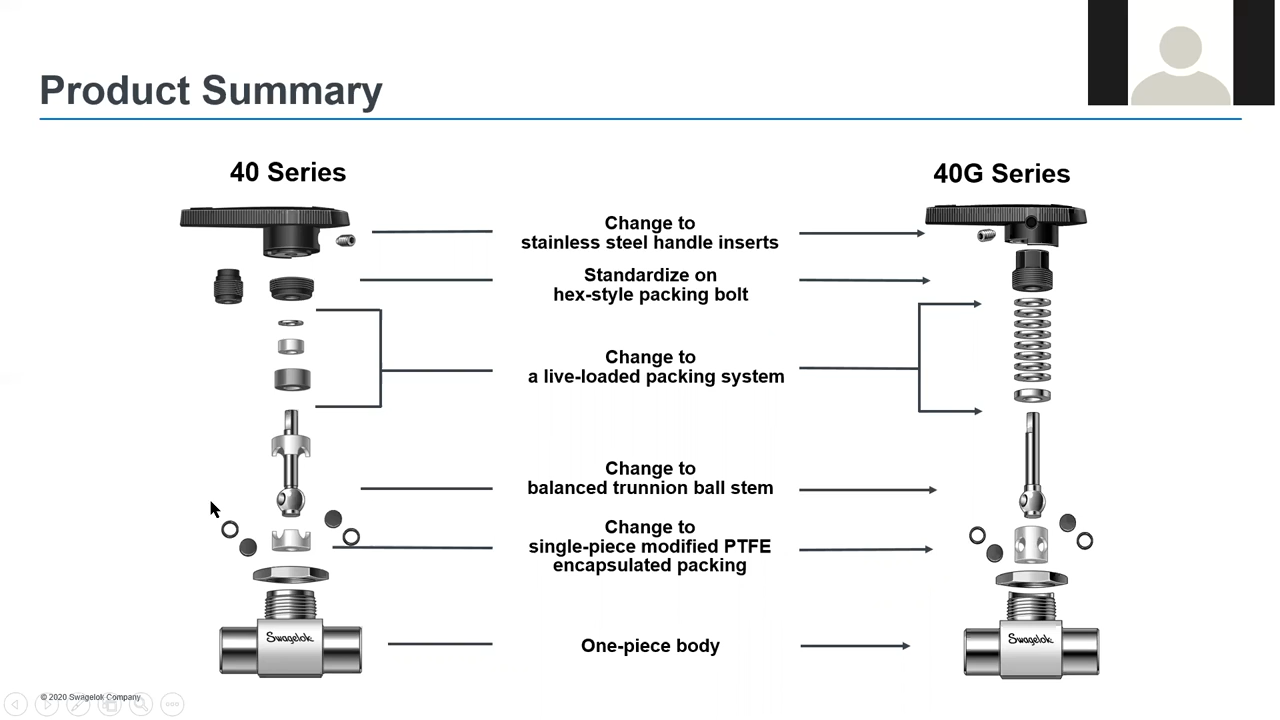 Product Summary
40 Series
40G Series
Change to
stainless steel handle inserts
Standardize on
hex-style packing bolt
Change to
a live-loaded packing system
Change to
balanced trunnion ball stem
Change to
single-piece modified PTFE
encapsulated packing
One-piece body
Swagelok
Swagelok
© 2020 Swagelok Company